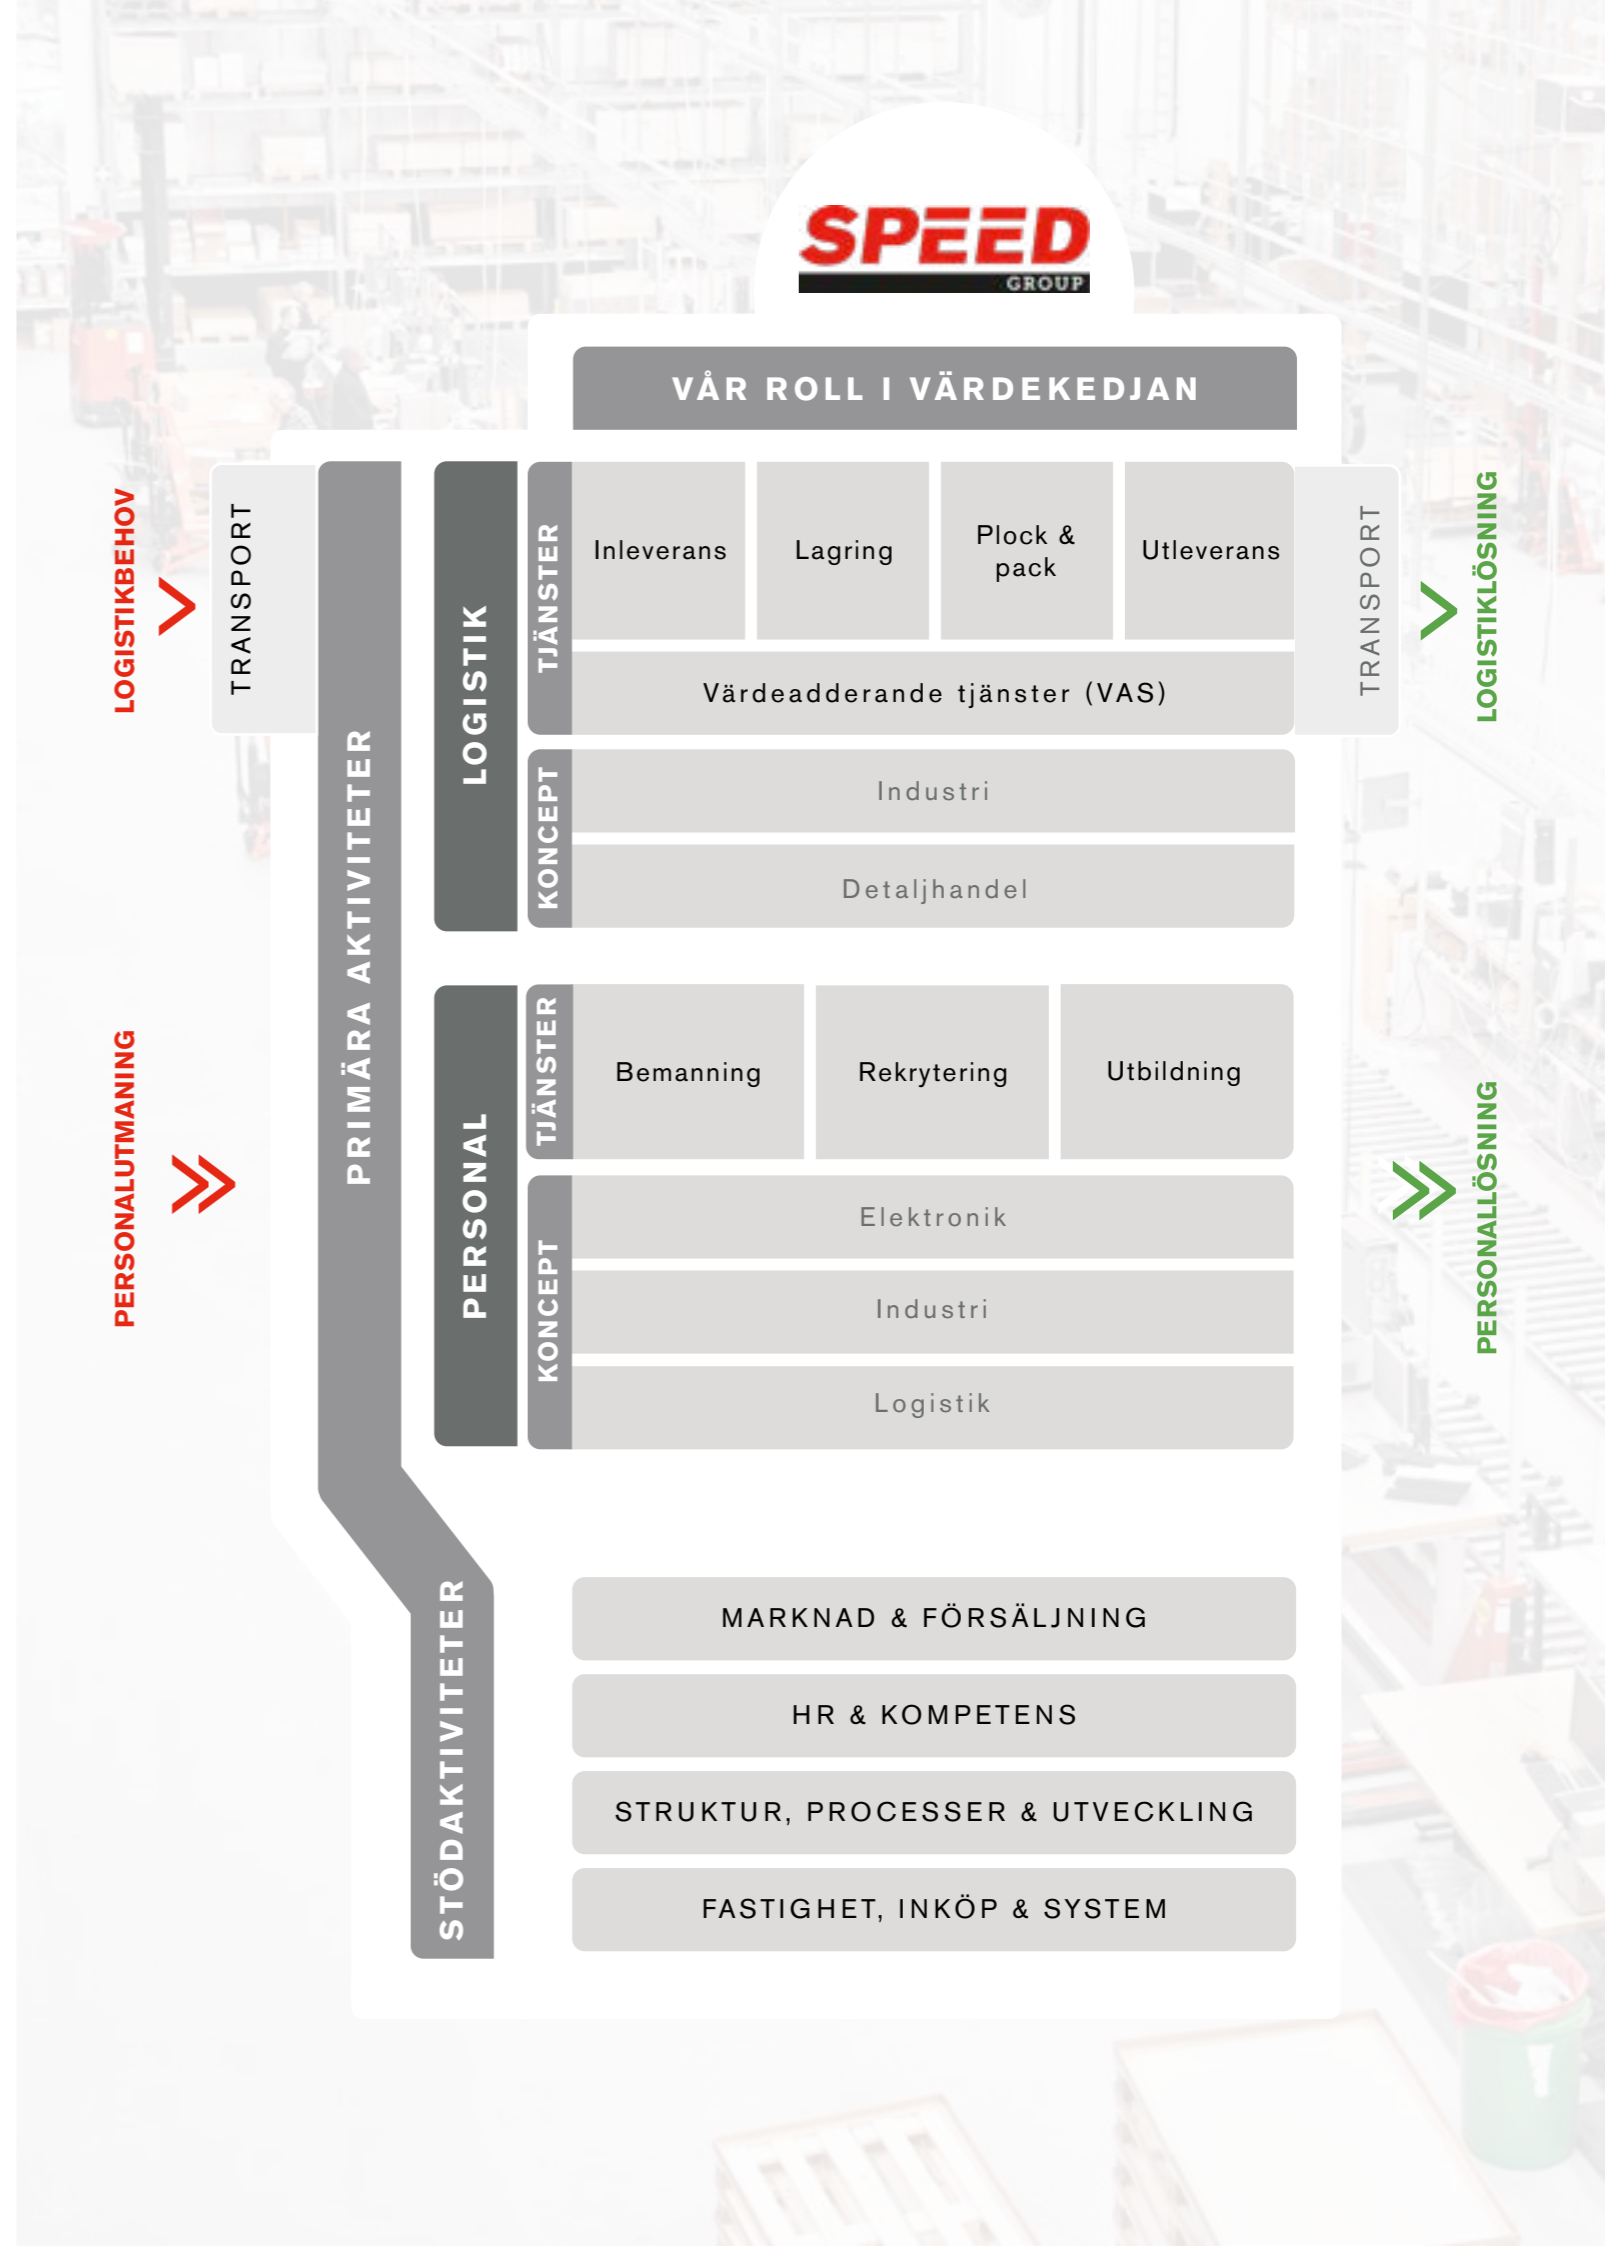 SPEED
GROUP
VÅR ROLL I VÄRDEKEDJAN
LOGISTIKBEHOV
TRANSPORT
PRIMÄRA AKTIVITETER
LOGISTIK
TJÄNSTER
Inleverans
Lagring
Plock &
pack
Utleverans
Värdeadderande tjänster (VAS)
TRANSPORT
LOGISTIKLÖSNING
KONCEPT
Industri
Detaljhandel
PERSONALUTMANING
PERSONAL
TJÄNSTER
Bemanning
Rekrytering
Utbildning
PERSONALLÖSNING
KONCEPT
Elektronik
Industri
Logistik
STÖDAKTIVITETER
MARKNAD & FÖRSÄLJNING
HR & KOMPETENS
STRUKTUR, PROCESSER & UTVECKLING
FASTIGHET, INKÖP & SYSTEM